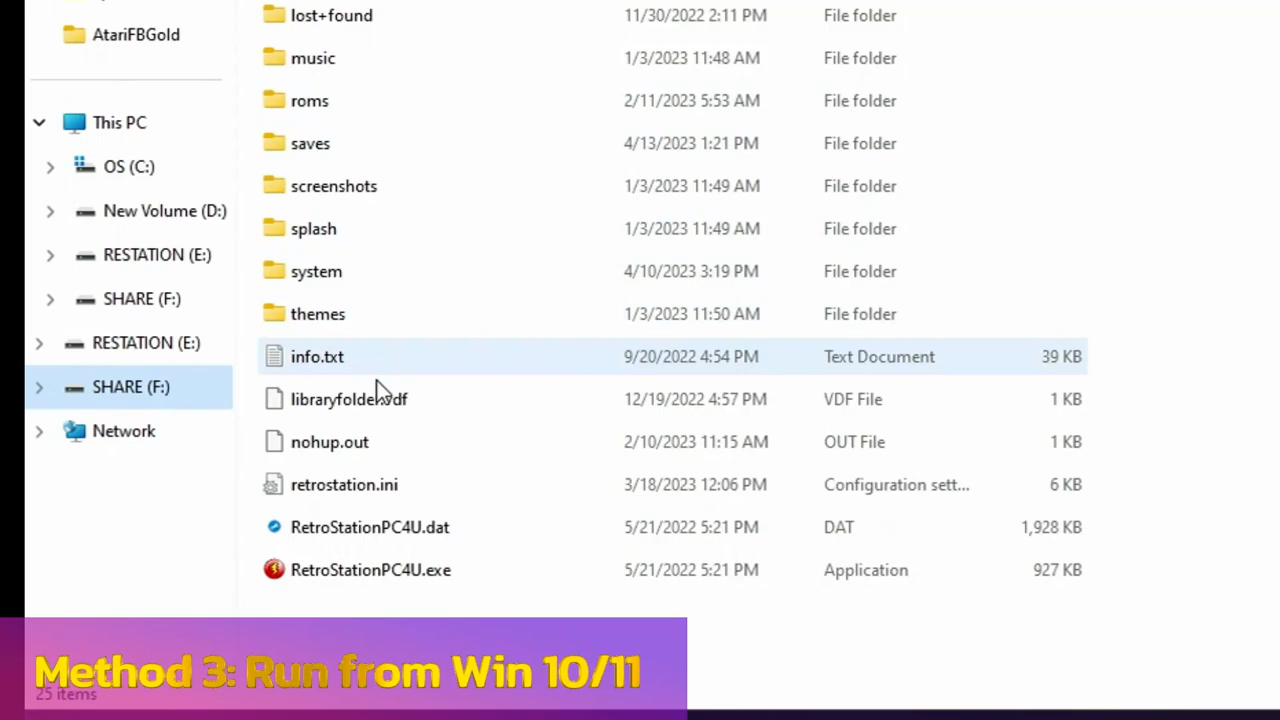 lost+found 11/30/2022 2:11 PM File folder
AtariFBGold
music 1/3/2023 11:48 AM File folder
roms 2/11/2023 5:53 AM File folder
This PC
saves 4/13/2023 1:21 PM File folder
OS (C:)
screenshots 1/3/2023 11:49 AM File folder
New Volume (D:)
splash 1/3/2023 11:49 AM File folder
RESTATION (E:)
system 4/10/2023 3:19 PM File folder
SHARE (F:)
themes 1/3/2023 11:50 AM File folder
RESTATION (E:)
info.txt 9/20/2022 4:54 PM Text Document 39 KB
SHARE (F:)
12/19/2022 4:57 PM VDF File 1 KB
Network
nohup.out 2/10/2023 11:15 AM OUT File 1 KB
retrostation.ini 3/18/2023 12:06 PM Configuration sett... 6 KB
RetroStationPC4U.dat 5/21/2022 5:21 PM DAT 1,928 KB
RetroStationPC4U.exe 5/21/2022 5:21 PM Application 927 KB
Method 3: Run from Win 10/11
25 items